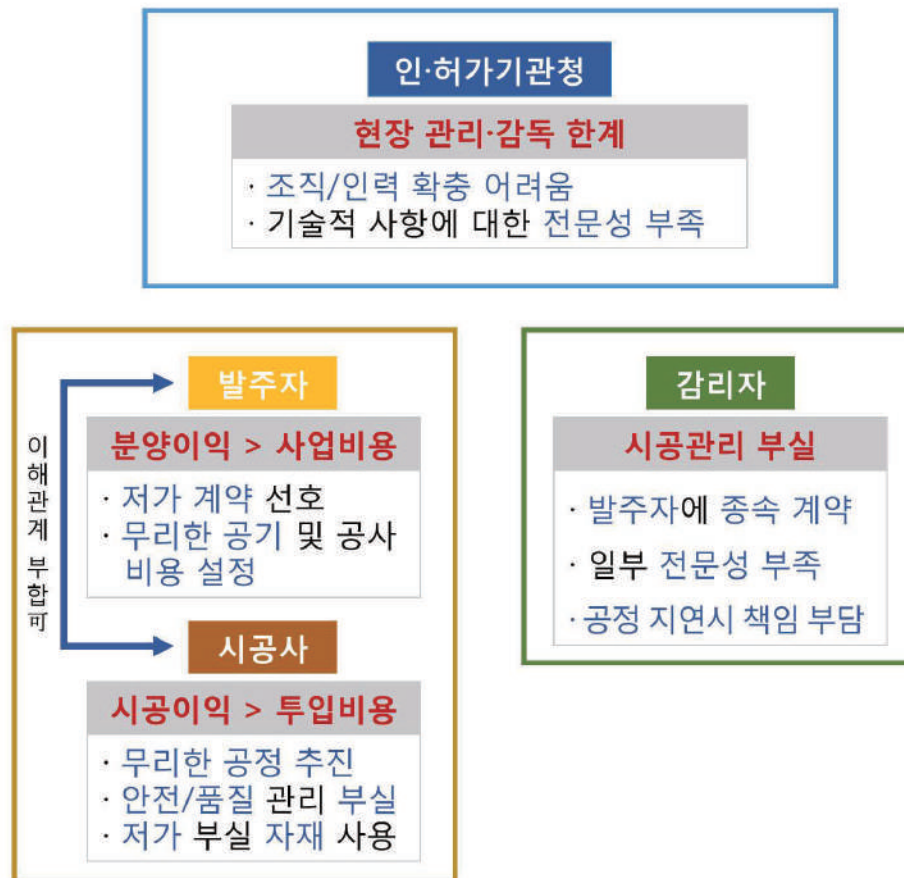 인·허가기관청
현장 관리·감독 한계
· 조직/인력 확충 어려움
· 기술적 사항에 대한 전문성 부족
이해관계 부합可
발주자
분양이익 > 사업비용
· 저가 계약 선호
· 무리한 공기 및 공사
비용 설정
시공사
시공이익 > 투입비용
· 무리한 공정 추진
· 안전/품질 관리 부실
· 저가 부실 자재 사용
감리자
시공관리 부실
· 발주자에 종속 계약
· 일부 전문성 부족
· 공정 지연시 책임 부담